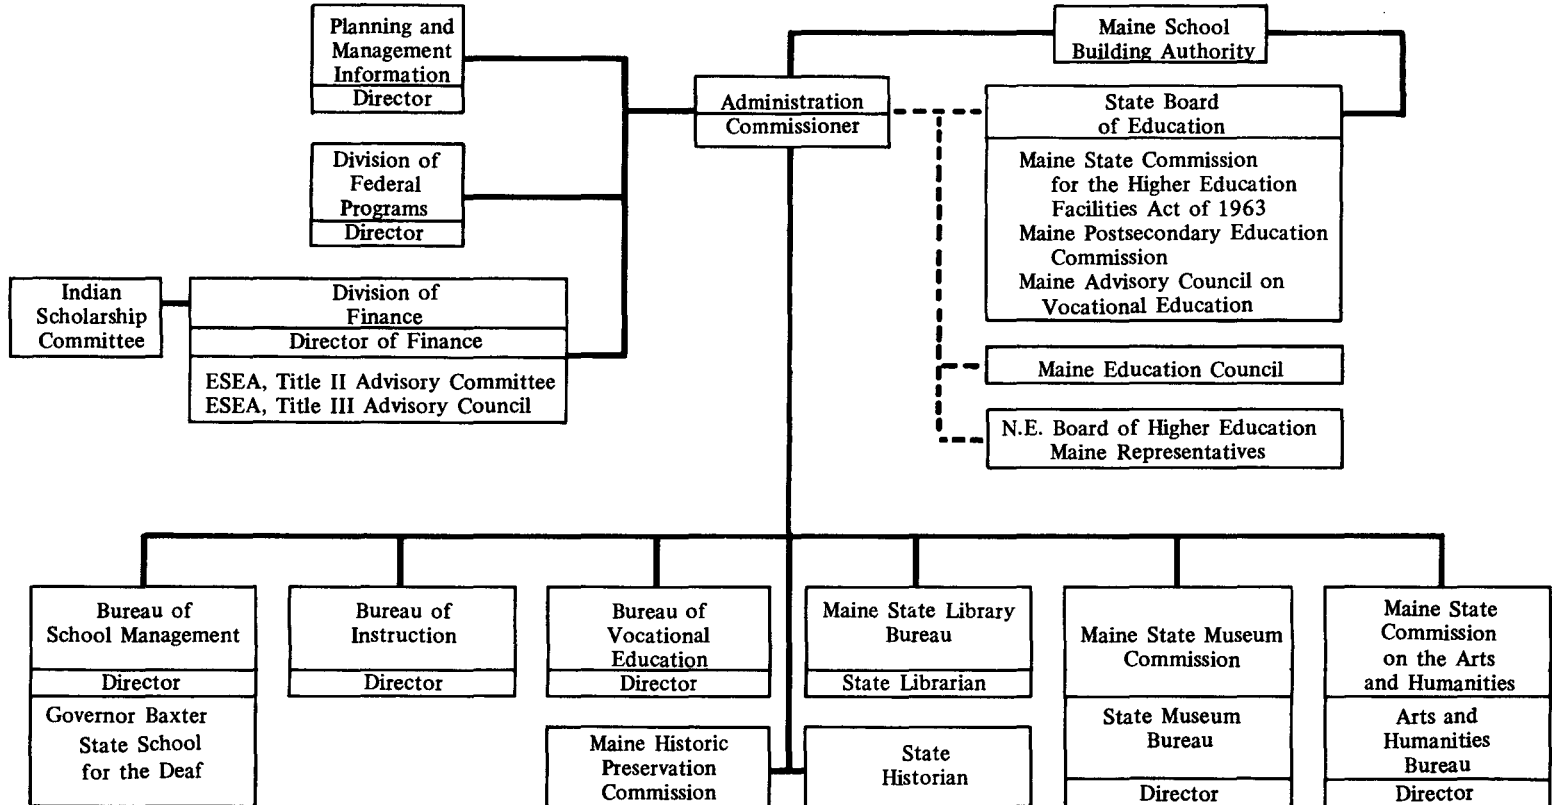 Planning and
Management
Information
Director
Maine School
Building Authority
Administration
Commissioner
State Board
of Education
Maine State Commission
for the Higher Education
Facilities Act of 1963
Maine Postsecondary Education
Commission
Maine Advisory Council on
Vocational Education
Division of
Federal
Programs
Director
Indian
Scholarship
Committee
Division of
Finance
Director of Finance
ESEA, Title II Advisory Committee
ESEA, Title III Advisory Council
Maine Education Council
N.E. Board of Higher Education
Maine Representatives
Bureau of
School Management
Director
Governor Baxter
State School
for the Deaf
Bureau of
Instruction
Director
Bureau of
Vocational
Education
Director
Maine State Library
Bureau
State Librarian
Maine State Museum
Commission
State Museum
Bureau
Director
Maine State
Commission
on the Arts
and Humanities
Arts and
Humanities
Bureau
Director
Maine Historic
Preservation
Commission
State
Historian